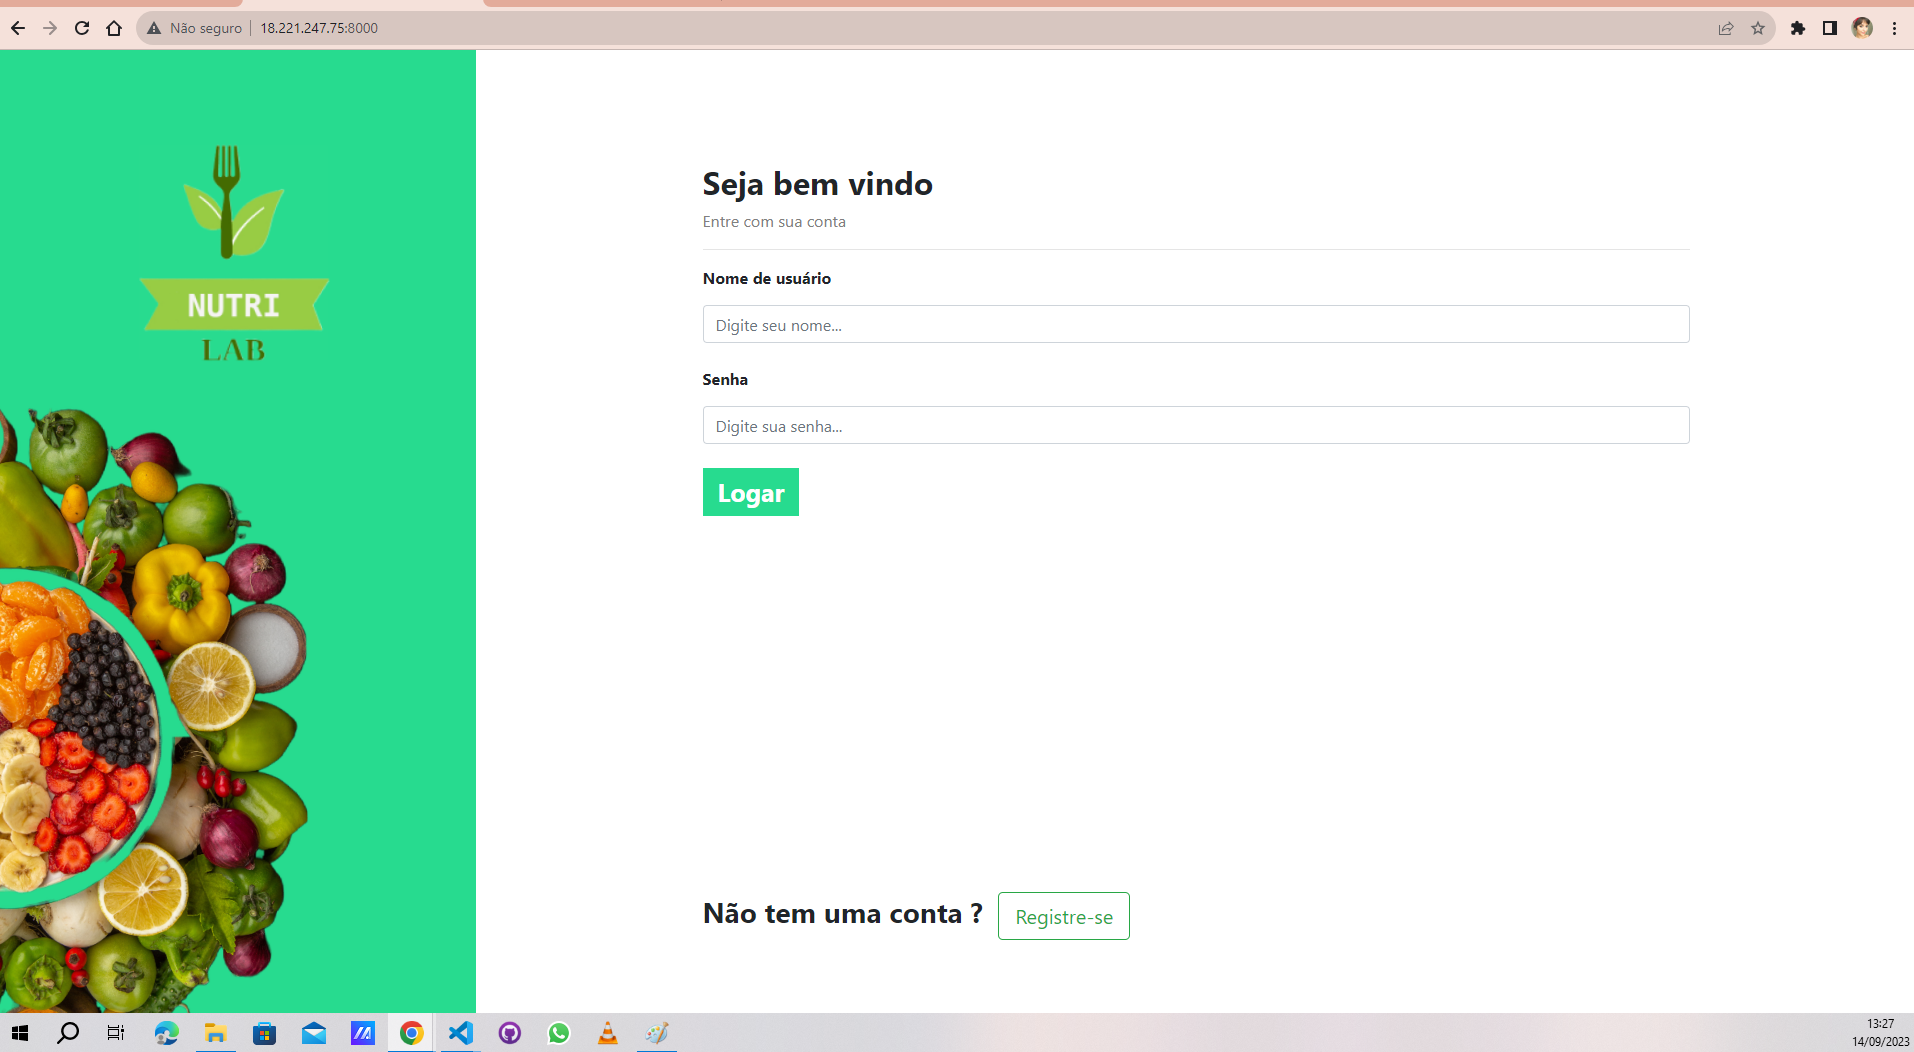 Não seguro
18.221.247.75:8000
NUTRI
LAB
Seja bem vindo
Entre com sua conta
Nome de usuário
Digite seu nome...
Senha
Digite sua senha...
Logar
Não tem uma conta ? Registre-se
13:27
14/09/2023